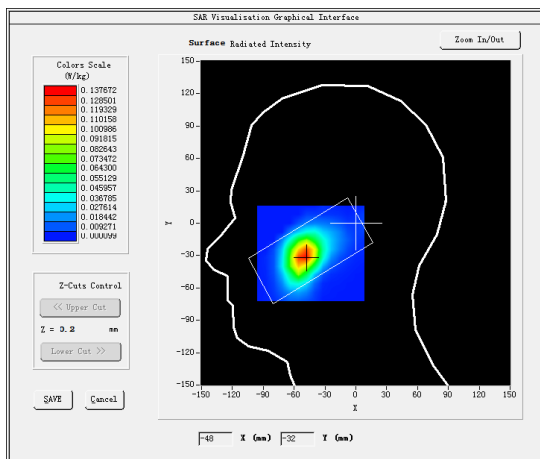 SAR Visualisation Graphical Interface
Surface Radiated Intensity
Zoom In/Out
Colors Scale
(W/kg)
0.137672
0.128501
0.119329
0.110158
0.100986
0.091815
0.082643
0.073472
0.064300
0.055129
0.045957
0.036785
0.027614
0.018442
0.009271
0.000099
150
120
90
60
30
0
-30
-60
-90
-120
-150
Y
-150 -120 -90 -60 -30 0 30 60 90 120 150
X
Z-Cuts Control
<< Upper Cut
Z = 0.2 mm
Lower Cut >>
SAVE Cancel
-48 X (mm) -32 Y (mm)